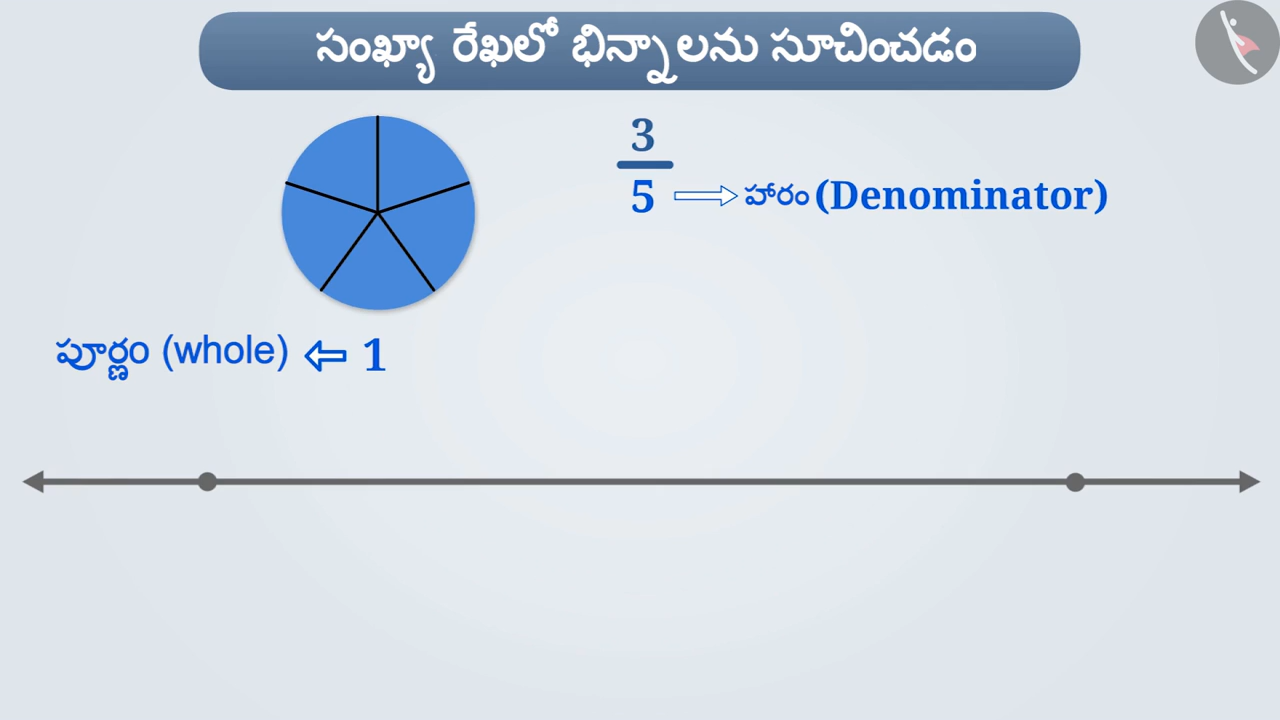 సంఖ్యా రేఖలో భిన్నాలను సూచించడం
3
5 ⇨ హారం (Denominator)
పూర్ణం (whole) ⇦ 1